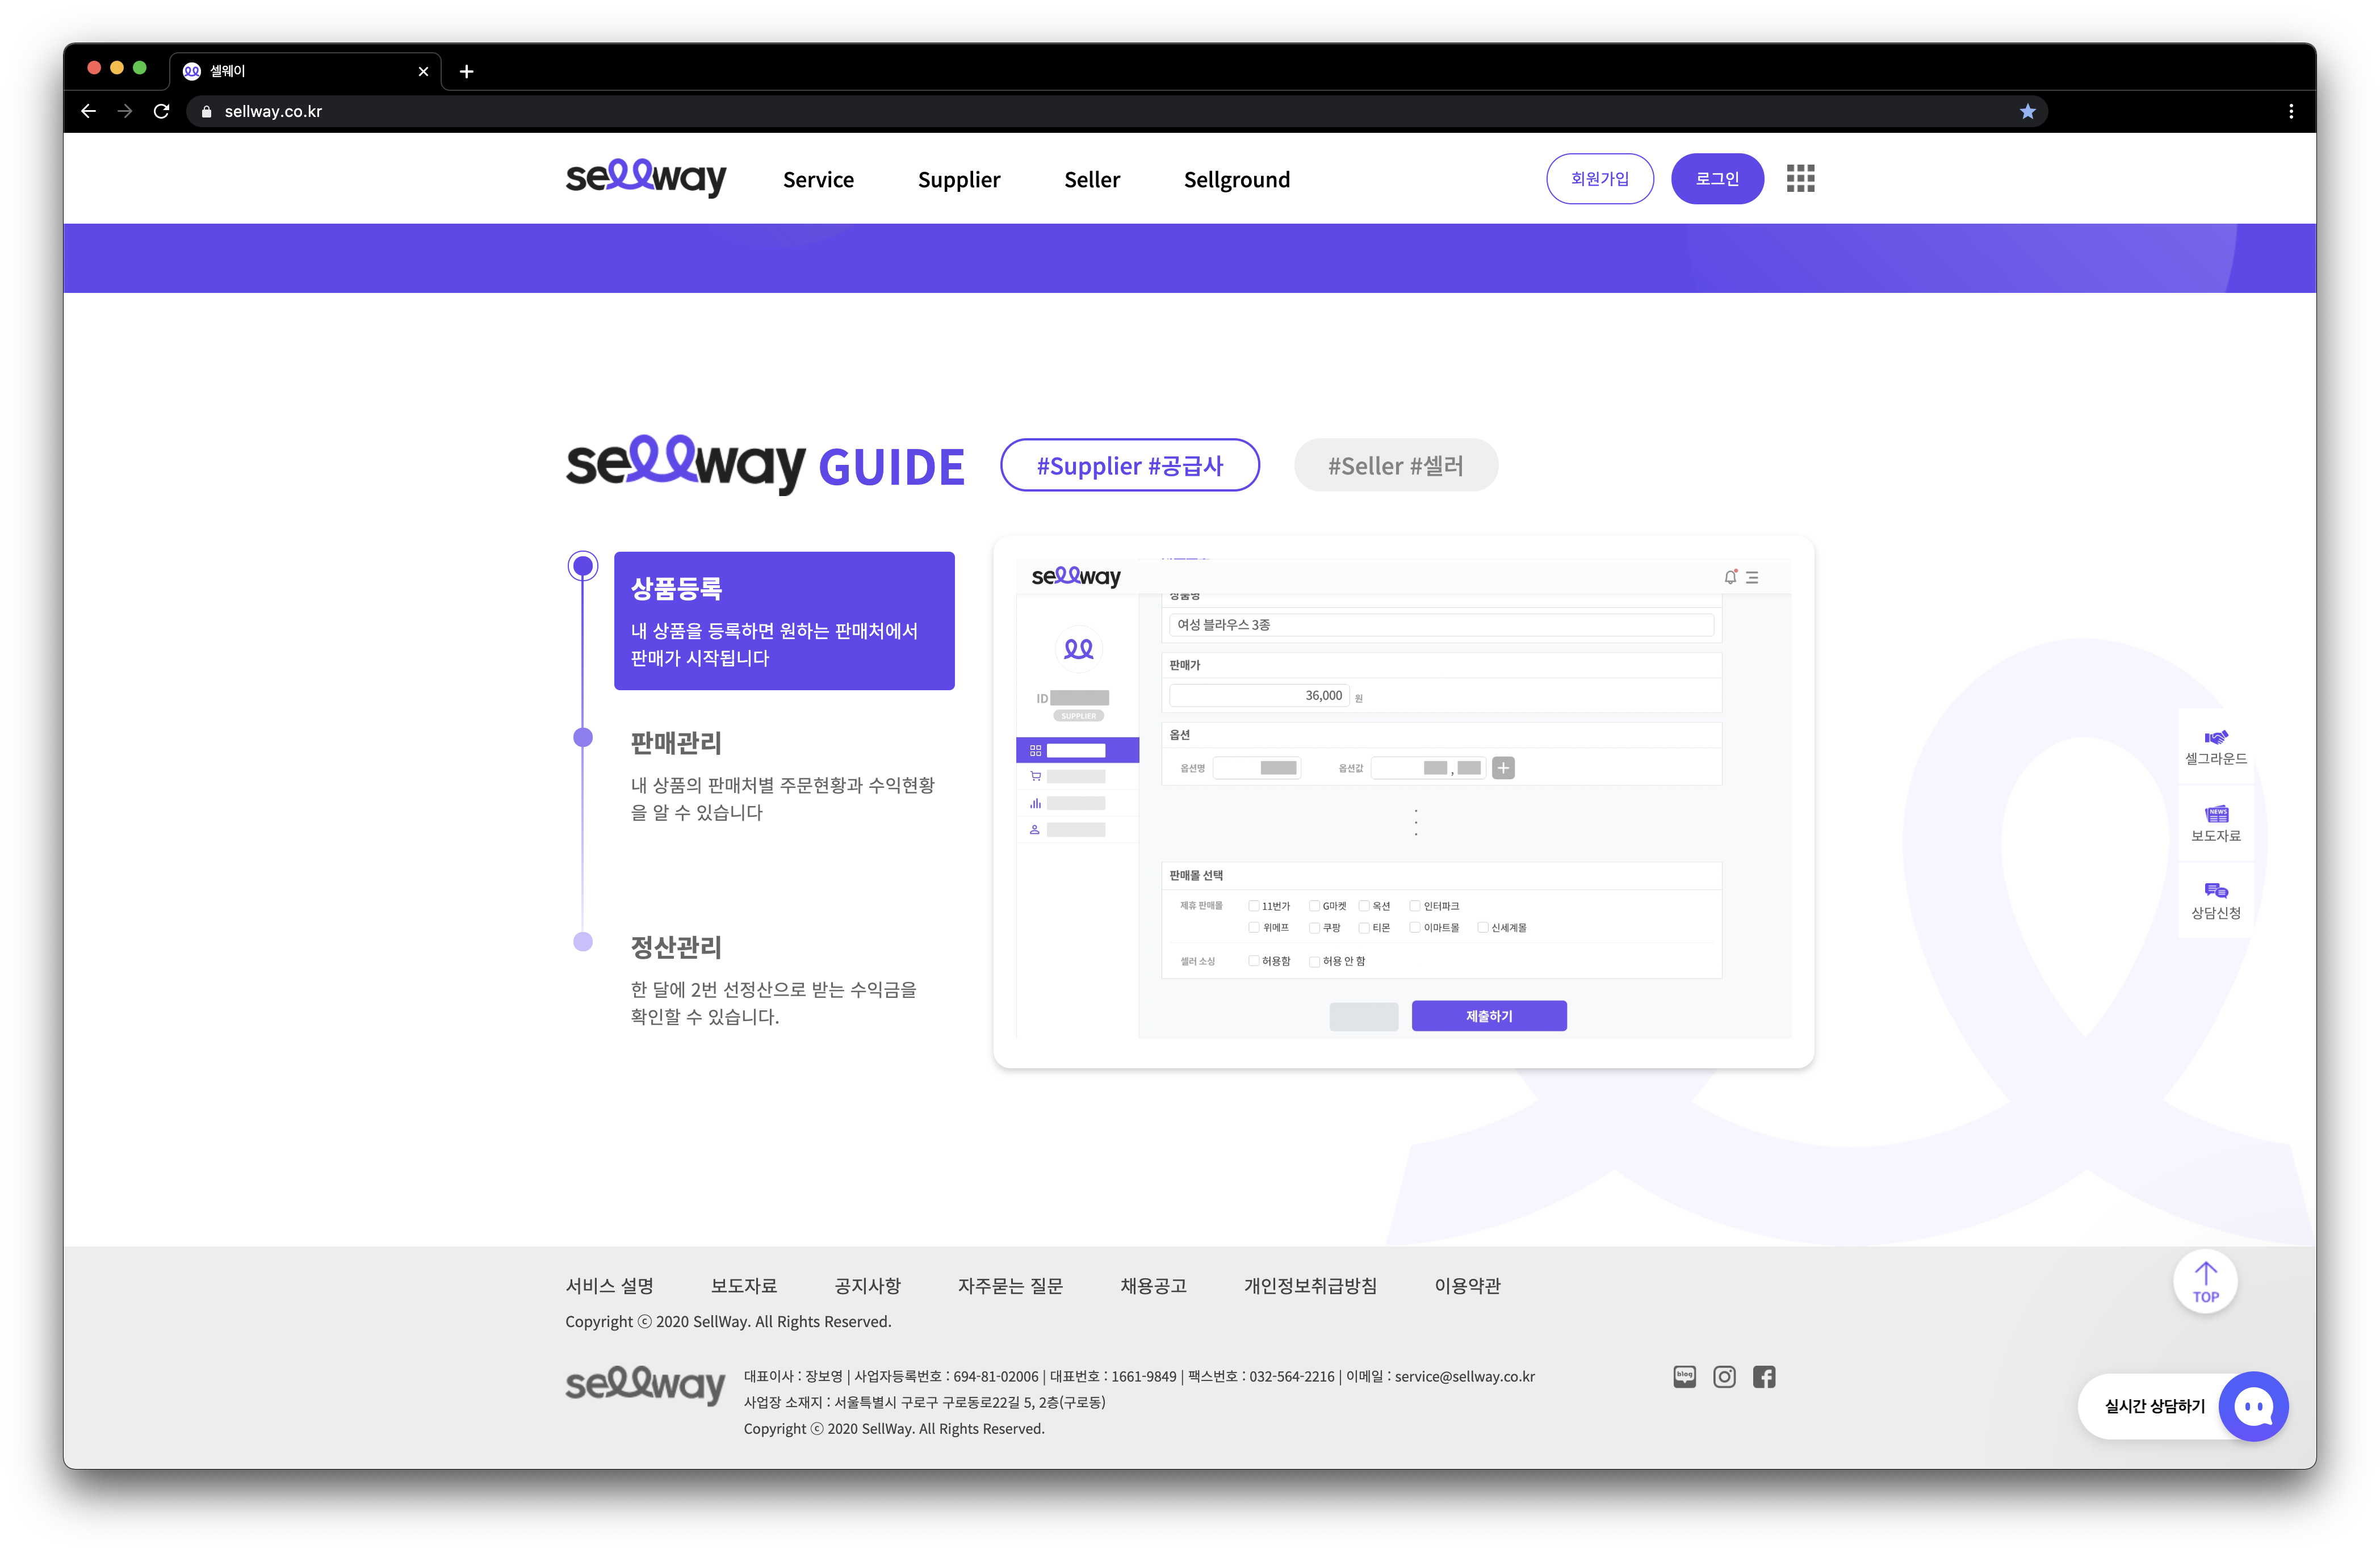 셀웨이
sellway.co.kr
sellway
Service
Supplier
Seller
Sellground
회원가입
로그인
sellway GUIDE
#Supplier #공급사
#Seller #셀러
상품등록
내 상품을 등록하면 원하는 판매처에서
판매가 시작됩니다
판매관리
내 상품의 판매처별 주문현황과 수익현황
을 알 수 있습니다
정산관리
한 달에 2번 선정산으로 받는 수익금을
확인할 수 있습니다.
sellway
ID
SUPPLIER
상품명
여성 블라우스 3종
판매가
36,000 원
옵션
옵션명
옵션값
,
판매몰 선택
제휴 판매몰
11번가
G마켓
옥션
인터파크
위메프
쿠팡
티몬
이마트몰
신세계몰
셀러 소싱
허용함
허용 안 함
제출하기
셀그라운드
NEWS
보도자료
상담신청
서비스 설명
보도자료
공지사항
자주묻는 질문
채용공고
개인정보취급방침
이용약관
TOP
Copyright ⓒ 2020 SellWay. All Rights Reserved.
sellway
대표이사 : 장보영 | 사업자등록번호 : 694-81-02006 | 대표번호 : 1661-9849 | 팩스번호 : 032-564-2216 | 이메일 : service@sellway.co.kr
사업장 소재지 : 서울특별시 구로구 구로동로22길 5, 2층(구로동)
Copyright ⓒ 2020 SellWay. All Rights Reserved.
blog
실시간 상담하기